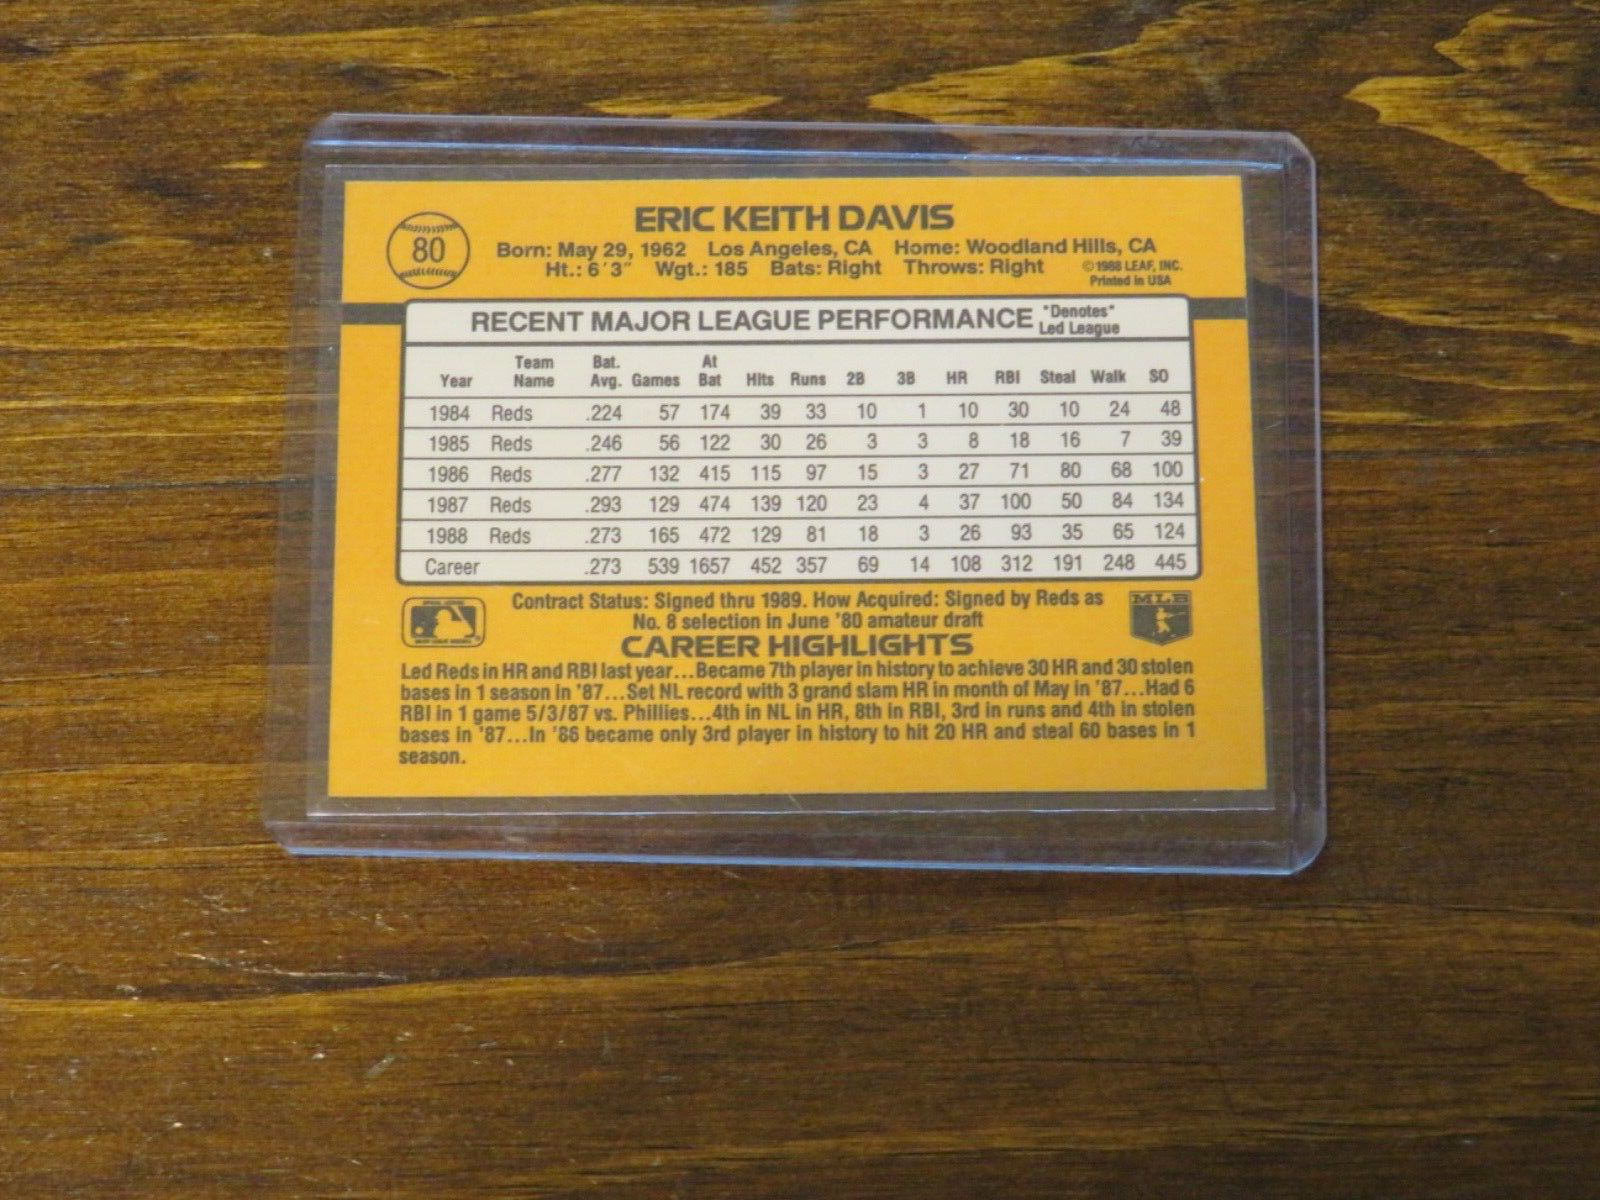 80
ERIC KEITH DAVIS
Born: May 29, 1962 Los Angeles, CA Home: Woodland Hills, CA
Ht.: 6'3" Wgt.: 185 Bats: Right Throws: Right ©1988 LEAF, INC.
Printed in USA
RECENT MAJOR LEAGUE PERFORMANCE *Denotes*
Led League
Year Team Name Bat. Avg. Games At Bat Hits Runs 2B 3B HR RBI Steal Walk SO
1984 Reds .224 57 174 39 33 10 1 10 30 10 24 48
1985 Reds .246 56 122 30 26 3 3 8 18 16 7 39
1986 Reds .277 132 415 115 97 15 3 27 71 80 68 100
1987 Reds .293 129 474 139 120 23 4 37 100 50 84 134
1988 Reds .273 165 472 129 81 18 3 26 93 35 65 124
Career .273 539 1657 452 357 69 14 108 312 191 248 445
Contract Status: Signed thru 1989. How Acquired: Signed by Reds as
No. 8 selection in June '80 amateur draft
MLB
CAREER HIGHLIGHTS
Led Reds in HR and RBI last year...Became 7th player in history to achieve 30 HR and 30 stolen
bases in 1 season in '87...Set NL record with 3 grand slam HR in month of May in '87...Had 6
RBI in 1 game 5/3/87 vs. Phillies...4th in NL in HR, 8th in RBI, 3rd in runs and 4th in stolen
bases in '87...In '86 became only 3rd player in history to hit 20 HR and steal 60 bases in 1
season.